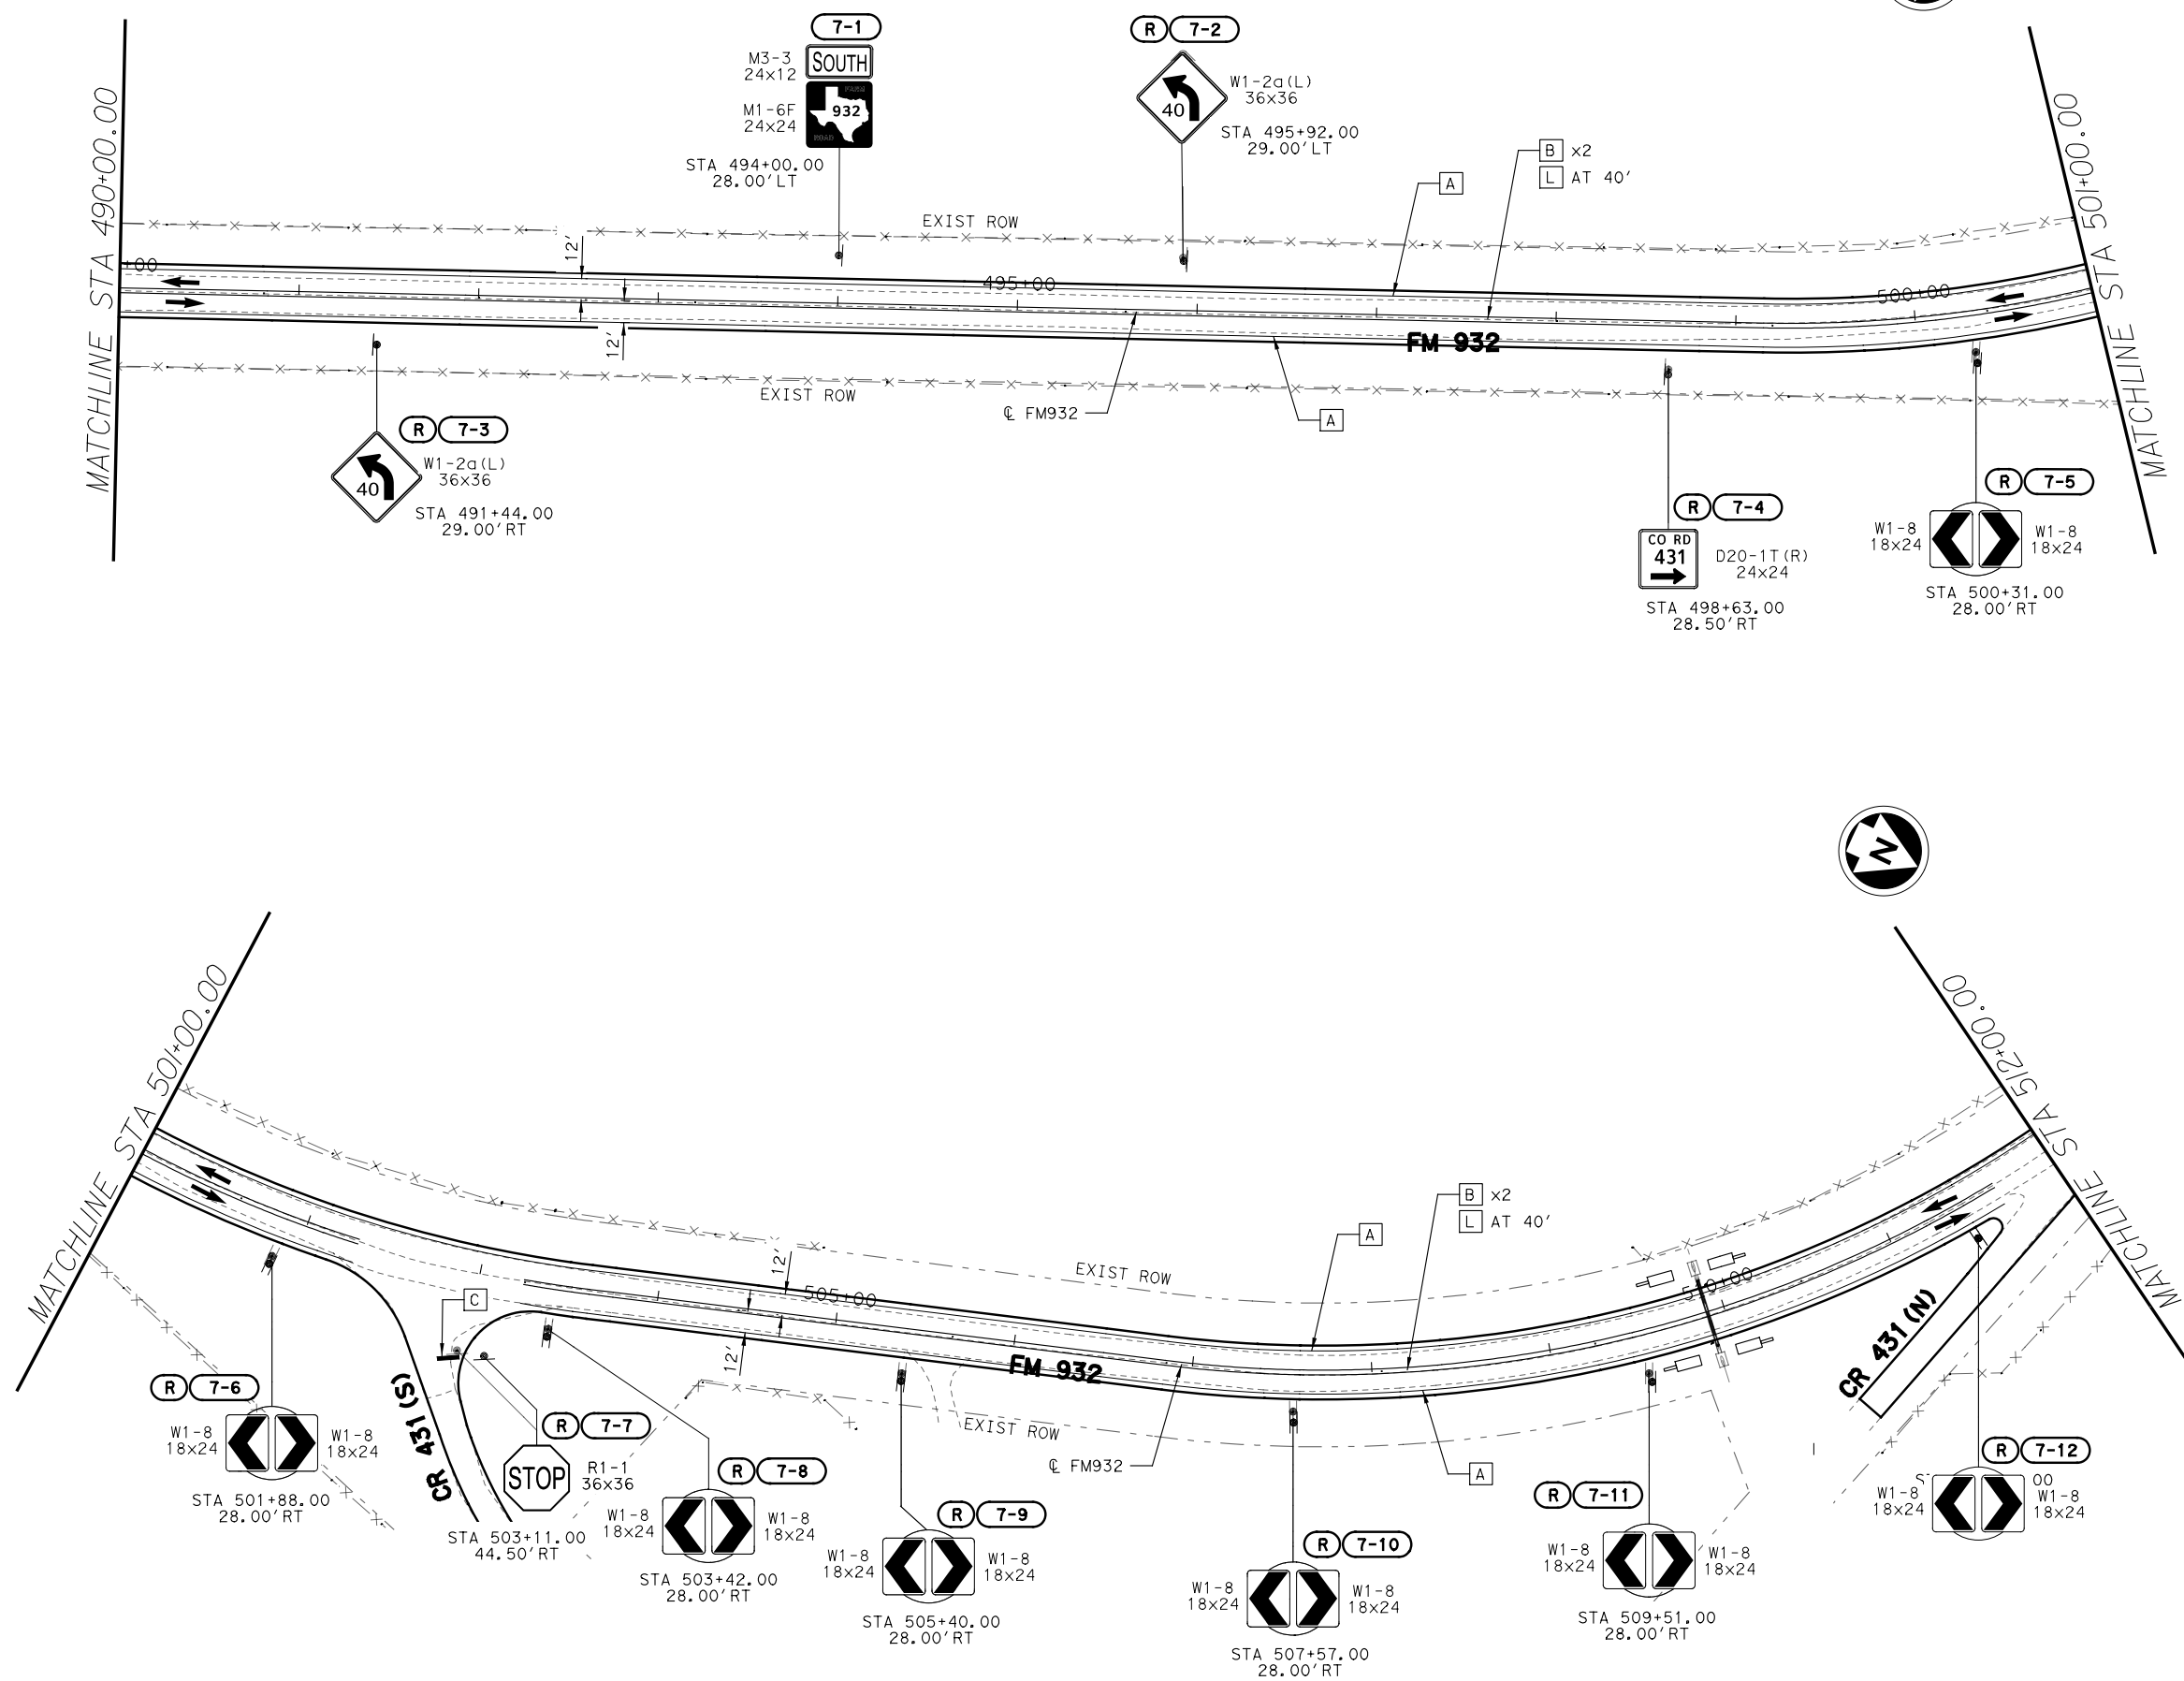 7-1
M3-3
24x12
SOUTH
M1-6F
24x24
FARM
932
ROAD
STA 494+00.00
28.00'LT
R 7-2
W1-2a(L)
36x36
40
STA 495+92.00
29.00'LT
B x2
L AT 40'
A
MATCHLINE STA 490+00.00
MATCHLINE STA 501+00.00
EXIST ROW
12'
+00
495+00
500+00
FM 932
12'
EXIST ROW
℄ FM932
A
R 7-3
W1-2a(L)
36x36
40
STA 491+44.00
29.00'RT
R 7-4
CO RD
431
D20-1T(R)
24x24
STA 498+63.00
28.50'RT
R 7-5
W1-8
18x24
W1-8
18x24
STA 500+31.00
28.00'RT
N
MATCHLINE STA 501+00.00
MATCHLINE STA 512+00.00
B x2
L AT 40'
A
EXIST ROW
12'
505+00
510+00
C
12'
FM 932
CR 431 (S)
CR 431 (N)
EXIST ROW
℄ FM932
A
R 7-6
W1-8
18x24
W1-8
18x24
STA 501+88.00
28.00'RT
R 7-7
STOP
R1-1
36x36
STA 503+11.00
44.50'RT
R 7-8
W1-8
18x24
W1-8
18x24
STA 503+42.00
28.00'RT
R 7-9
W1-8
18x24
W1-8
18x24
STA 505+40.00
28.00'RT
R 7-10
W1-8
18x24
W1-8
18x24
STA 507+57.00
28.00'RT
R 7-11
W1-8
18x24
W1-8
18x24
STA 509+51.00
28.00'RT
R 7-12
00
W1-8
18x24
W1-8
18x24